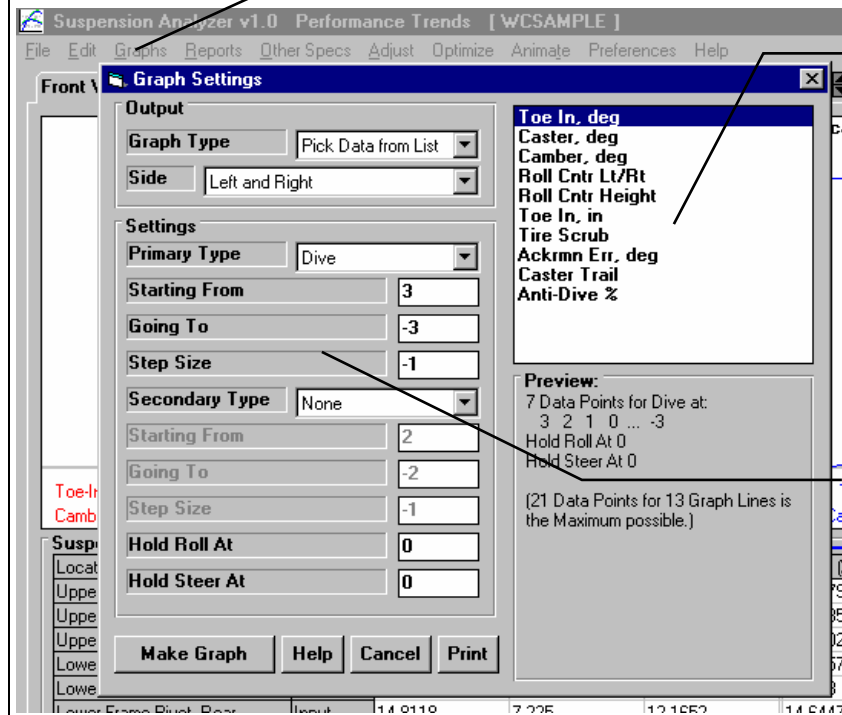 Suspension Analyzer v1.0 Performance Trends [ WCSAMPLE ]
File Edit Graphs Reports Other Specs Adjust Optimize Animate Preferences Help
Front
Graph Settings
Output
Graph Type Pick Data from List
Side Left and Right
Settings
Primary Type Dive
Starting From 3
Going To -3
Step Size -1
Secondary Type None
Starting From 2
Going To -2
Step Size -1
Hold Roll At 0
Hold Steer At 0
Make Graph Help Cancel Print
Toe In, deg
Caster, deg
Camber, deg
Roll Cntr Lt/Rt
Roll Cntr Height
Toe In, in
Tire Scrub
Ackrmn Err, deg
Caster Trail
Anti-Dive %
Preview:
7 Data Points for Dive at:
3 2 1 0 ... -3
Hold Roll At 0
Hold Steer At 0
(21 Data Points for 13 Graph Lines is
the Maximum possible.)
Toe-In
Camb
Suspe
Locat
Uppe
Uppe
Uppe
Lowe
Lowe
Lower Frame Pivot, Rear Input 14.8118 7.225 12.1652 14.6447